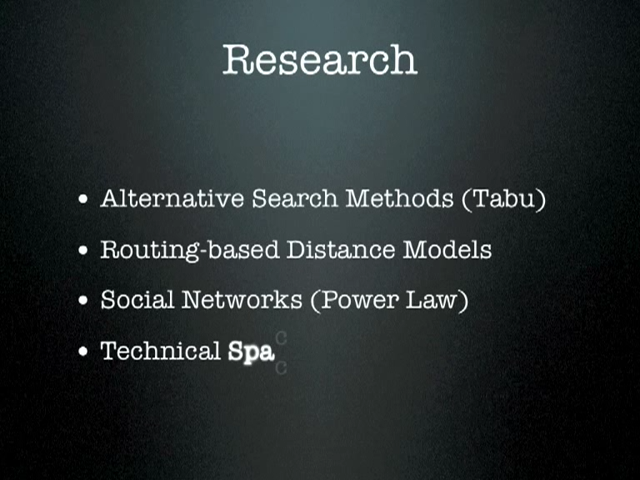 Research
• Alternative Search Methods (Tabu)
• Routing-based Distance Models
• Social Networks (Power Law)
• Technical Spa